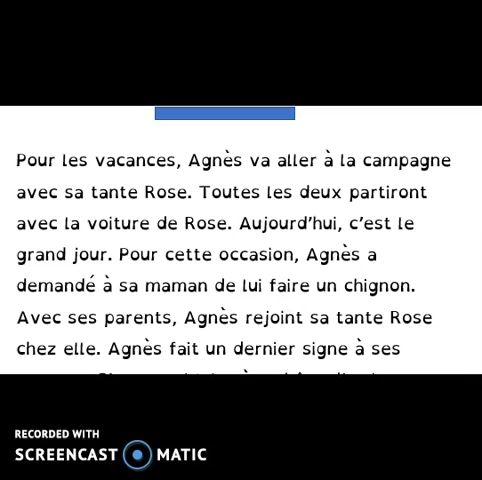 Pour les vacances, Agnès va aller à la campagne
avec sa tante Rose. Toutes les deux partiront
avec la voiture de Rose. Aujourd'hui, c'est le
grand jour. Pour cette occasion, Agnès a
demandé à sa maman de lui faire un chignon.
Avec ses parents, Agnès rejoint sa tante Rose
chez elle. Agnès fait un dernier signe à ses
RECORDED WITH
SCREENCAST MATIC